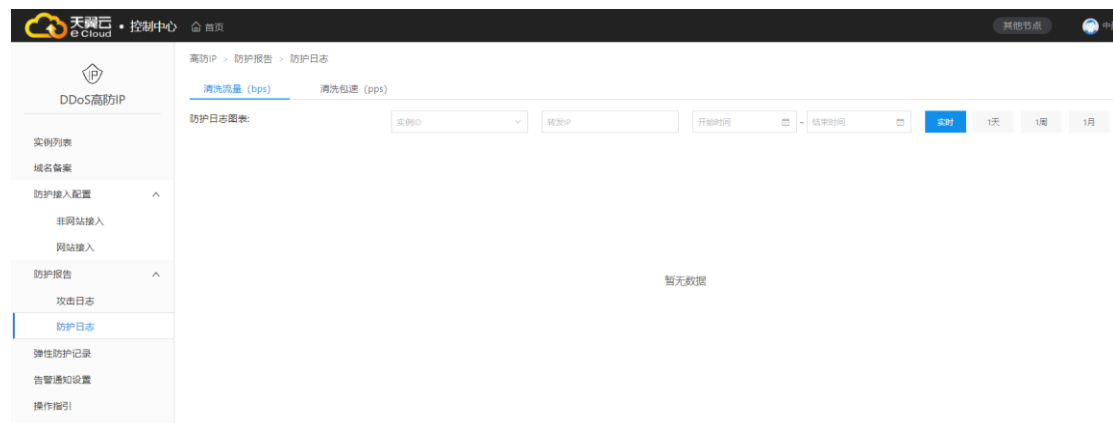 天翼云 e Cloud · 控制中心 首页 其他节点 中
IP
DDoS高防IP
实例列表
域名备案
防护接入配置
非网站接入
网站接入
防护报告
攻击日志
防护日志
弹性防护记录
告警通知设置
操作指引
高防IP > 防护报告 > 防护日志
清洗流量 (bps) 清洗包速 (pps)
防护日志图表: 实例ID 转发IP 开始时间 - 结束时间 实时 1天 1周 1月
暂无数据